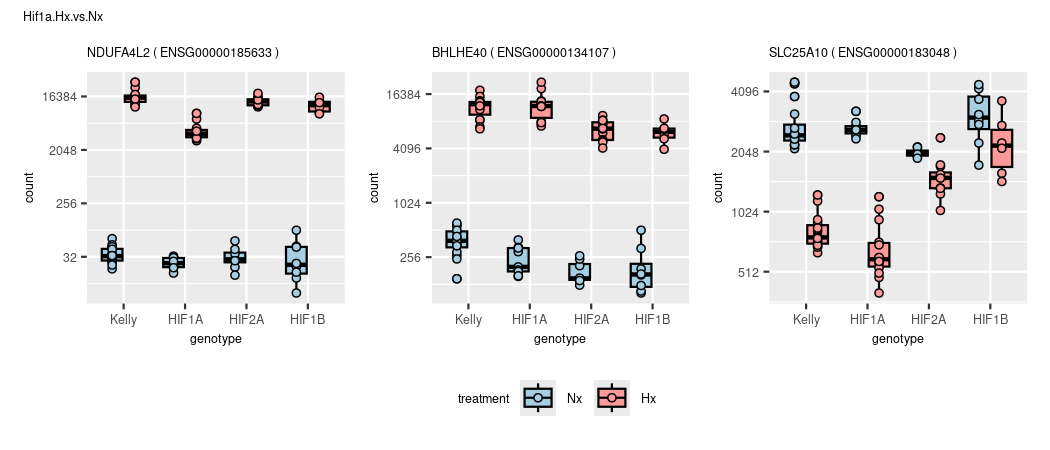 Hif1a.Hx.vs.Nx
NDUFA4L2 ( ENSG00000185633 )
16384
2048
256
32
count
Kelly HIF1A HIF2A HIF1B
genotype
BHLHE40 ( ENSG00000134107 )
16384
4096
1024
256
count
Kelly HIF1A HIF2A HIF1B
genotype
SLC25A10 ( ENSG00000183048 )
4096
2048
1024
512
count
Kelly HIF1A HIF2A HIF1B
genotype
treatment Nx Hx